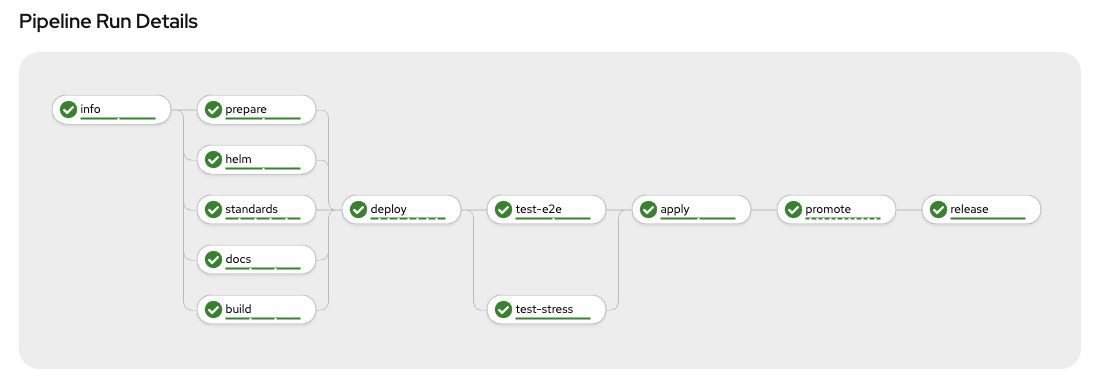 Pipeline Run Details
info
prepare
helm
standards
docs
build
deploy
test-e2e
test-stress
apply
promote
release